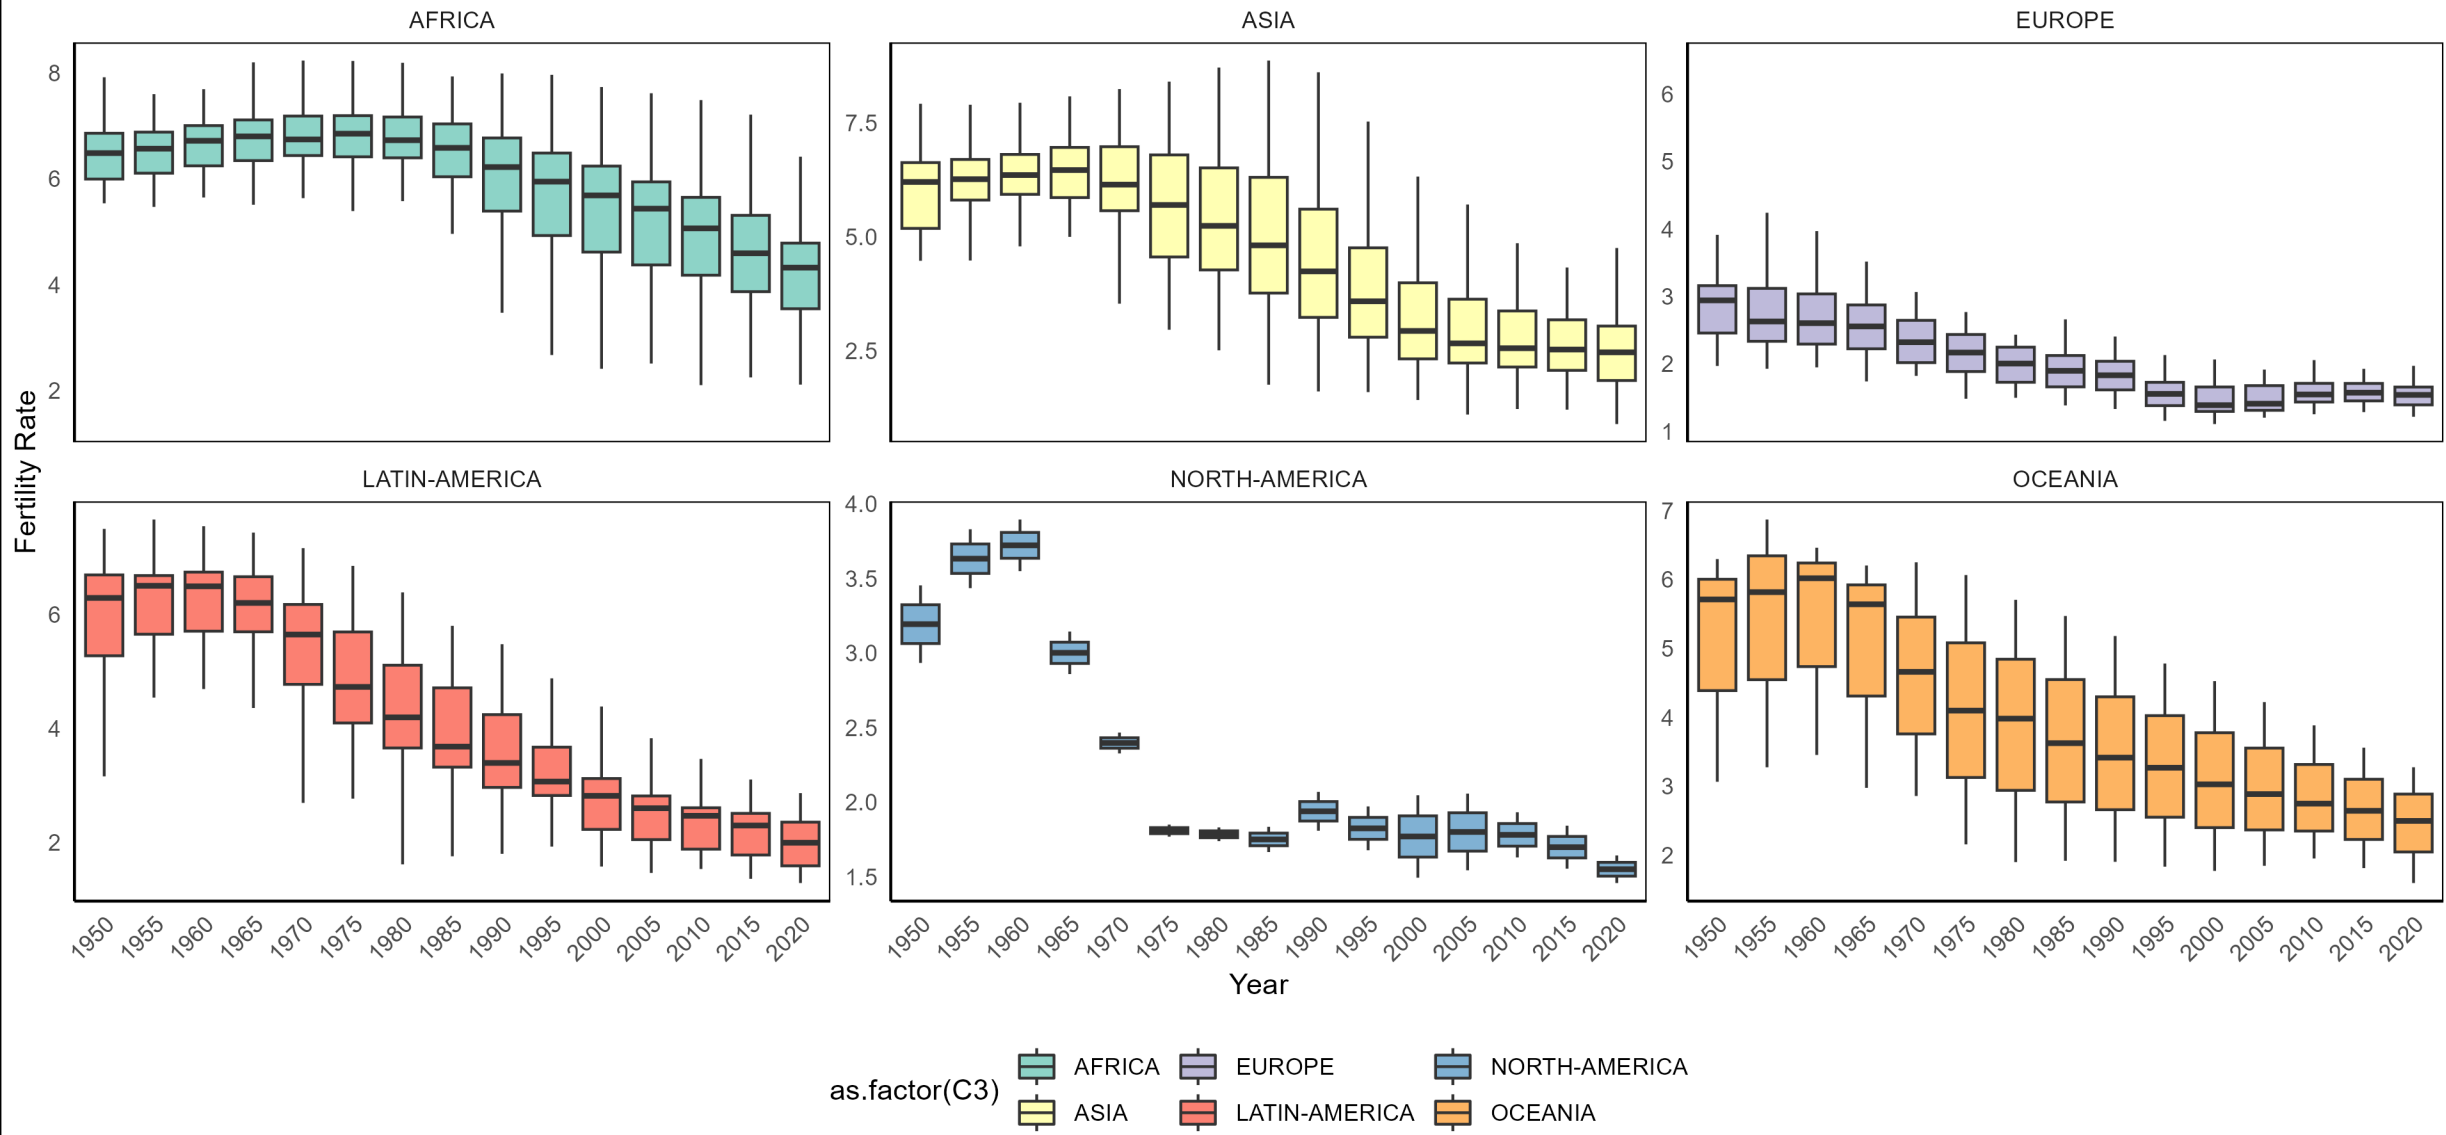 AFRICA
ASIA
EUROPE
8
6
4
2
7.5
5.0
2.5
6
5
4
3
2
1
Fertility Rate
LATIN-AMERICA
NORTH-AMERICA
OCEANIA
6
4
2
4.0
3.5
3.0
2.5
2.0
1.5
7
6
5
4
3
2
1950 1955 1960 1965 1970 1975 1980 1985 1990 1995 2000 2005 2010 2015 2020
1950 1955 1960 1965 1970 1975 1980 1985 1990 1995 2000 2005 2010 2015 2020
1950 1955 1960 1965 1970 1975 1980 1985 1990 1995 2000 2005 2010 2015 2020
Year
as.factor(C3)
AFRICA EUROPE NORTH-AMERICA
ASIA LATIN-AMERICA OCEANIA